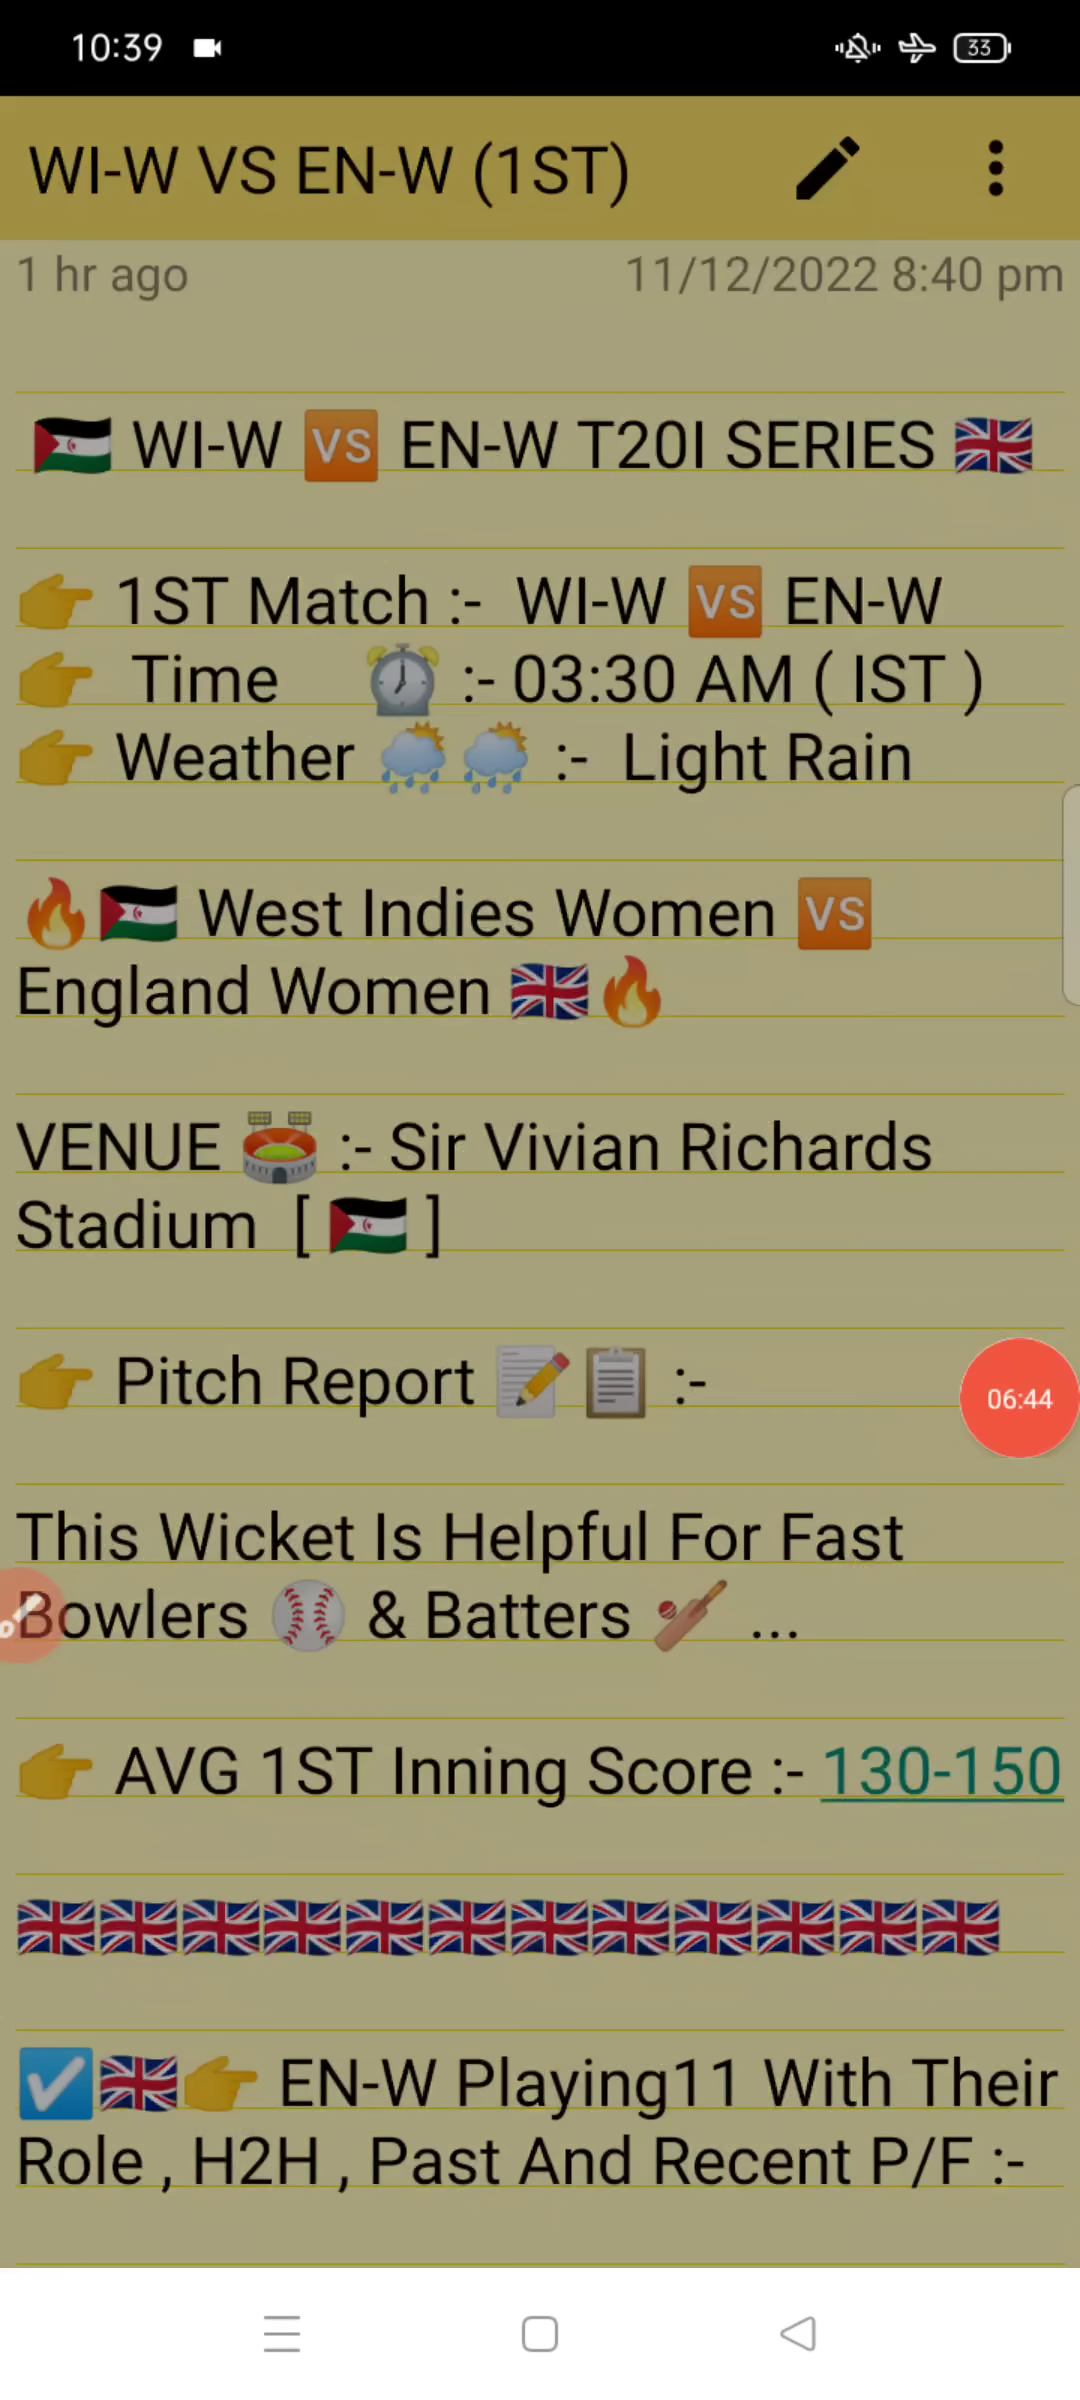 10:39
33
WI-W VS EN-W (1ST)
1 hr ago 11/12/2022 8:40 pm
🇪🇭 WI-W 🆚 EN-W T20I SERIES 🇬🇧
👉 1ST Match :- WI-W 🆚 EN-W
👉 Time ⏰ :- 03:30 AM ( IST )
👉 Weather 🌦🌦 :- Light Rain
🔥🇪🇭 West Indies Women 🆚
England Women 🇬🇧🔥
VENUE 🏟 :- Sir Vivian Richards
Stadium [ 🇪🇭 ]
👉 Pitch Report 📝📋 :-
06:44
This Wicket Is Helpful For Fast
Bowlers ⚾ & Batters 🏏 ...
👉 AVG 1ST Inning Score :- 130-150
🇬🇧🇬🇧🇬🇧🇬🇧🇬🇧🇬🇧🇬🇧🇬🇧🇬🇧🇬🇧🇬🇧🇬🇧
☑🇬🇧👉 EN-W Playing11 With Their
Role , H2H , Past And Recent P/F :-